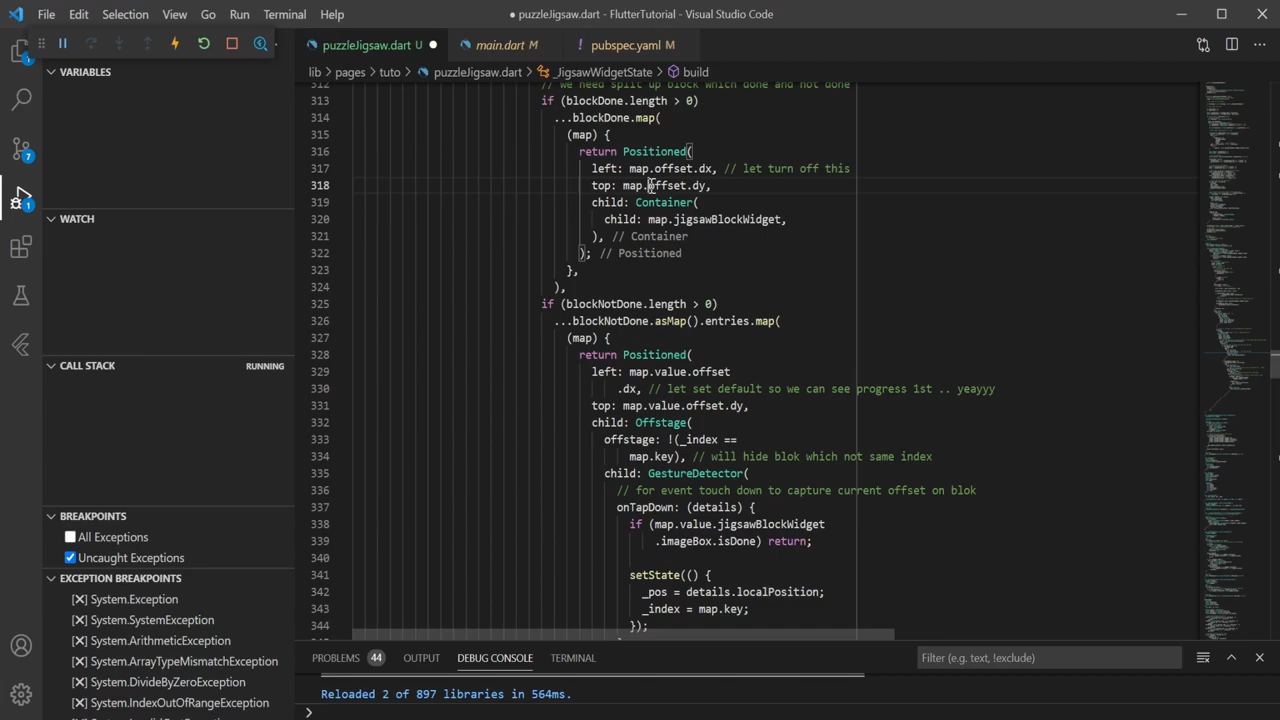 File Edit Selection View Go Run Terminal Help
● puzzleJigsaw.dart - FlutterTutorial - Visual Studio Code
puzzleJigsaw.dart U
main.dart M
pubspec.yaml M
lib > pages > tuto > puzzleJigsaw.dart > _JigsawWidgetState > build
VARIABLES
WATCH
CALL STACK RUNNING
BREAKPOINTS
All Exceptions
Uncaught Exceptions
EXCEPTION BREAKPOINTS
System.Exception
System.SystemException
System.ArithmeticException
System.ArrayTypeMismatchException
System.DivideByZeroException
System.IndexOutOfRangeException
1
7
1
312 // we need split up block which done and not done
313 if (blockDone.length > 0)
314 ...blockDone.map(
315 (map) {
316 return Positioned(
317 left: map.offset.dx, // let turn off this
318 top: map.offset.dy,
319 child: Container(
320 child: map.jigsawBlockWidget,
321 ), // Container
322 ); // Positioned
323 },
324 ),
325 if (blockNotDone.length > 0)
326 ...blockNotDone.asMap().entries.map(
327 (map) {
328 return Positioned(
329 left: map.value.offset
330 .dx, // let set default so we can see progress 1st .. yeayyy
331 top: map.value.offset.dy,
332 child: Offstage(
333 offstage: !(_index ==
334 map.key), // will hide blok which not same index
335 child: GestureDetector(
336 // for event touch down to capture current offset on blok
337 onTapDown: (details) {
338 if (map.value.jigsawBlockWidget
339 .imageBox.isDone) return;
340
341 setState(() {
342 _pos = details.localPosition;
343 _index = map.key;
344 });
PROBLEMS 44 OUTPUT DEBUG CONSOLE TERMINAL
Filter (e.g. text, !exclude)
Reloaded 2 of 897 libraries in 564ms.
>